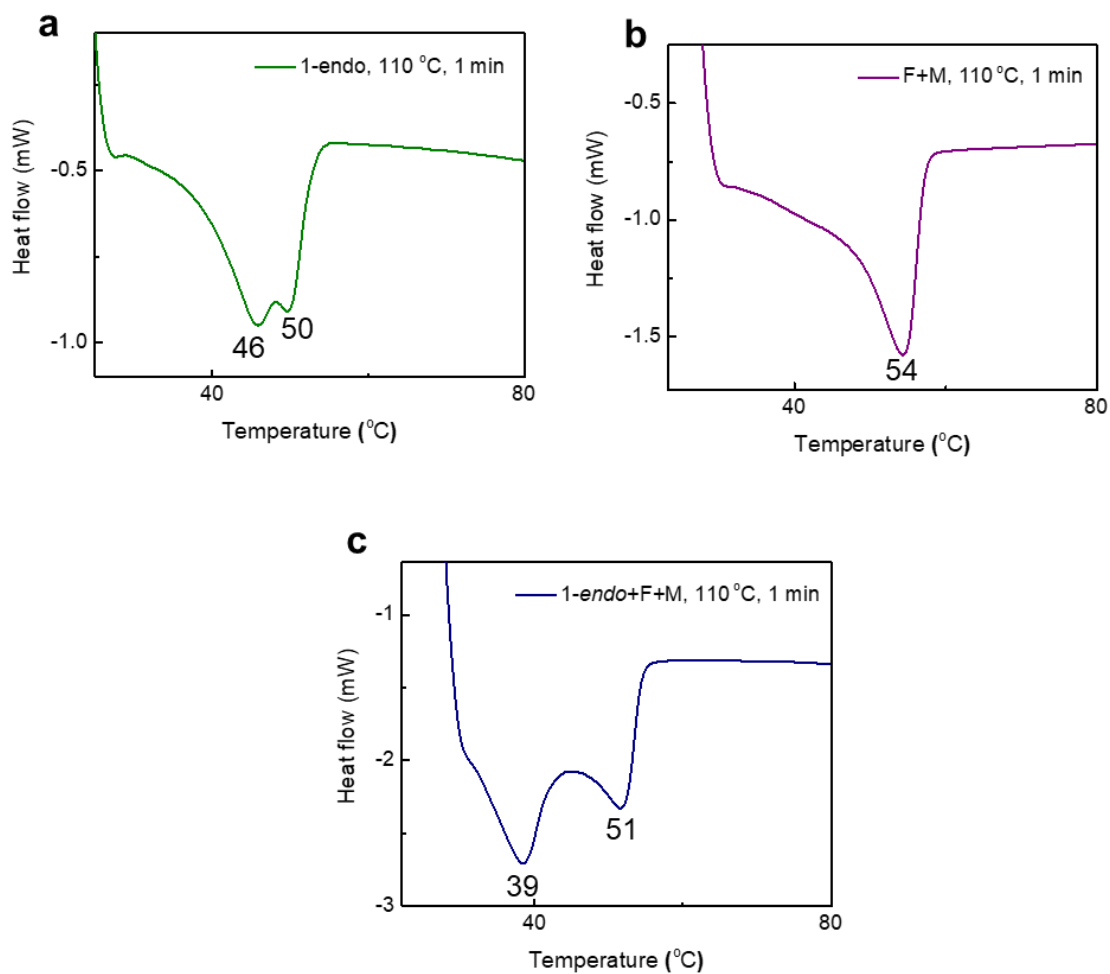 a
1-endo, 110 °C, 1 min
-0.5
-1.0
Heat flow (mW)
46
50
40
80
Temperature (°C)
b
F+M, 110 °C, 1 min
-0.5
-1.0
-1.5
Heat flow (mW)
54
40
80
Temperature (°C)
c
1-endo+F+M, 110 °C, 1 min
-1
-2
-3
Heat flow (mW)
39
51
40
80
Temperature (°C)